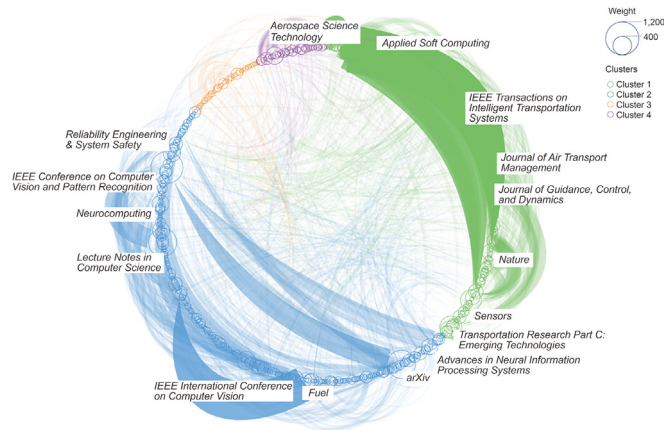 Weight
1,200
400
Clusters
Cluster 1
Cluster 2
Cluster 3
Cluster 4
Aerospace Science
Technology
Applied Soft Computing
IEEE Transactions on
Intelligent Transportation
Systems
Reliability Engineering
& System Safety
Journal of Air Transport
Management
IEEE Conference on Computer
Vision and Pattern Recognition
Journal of Guidance, Control,
and Dynamics
Neurocomputing
Lecture Notes in
Computer Science
Nature
Sensors
Transportation Research Part C:
Emerging Technologies
Advances in Neural Information
Processing Systems
arXiv
IEEE International Conference
on Computer Vision
Fuel